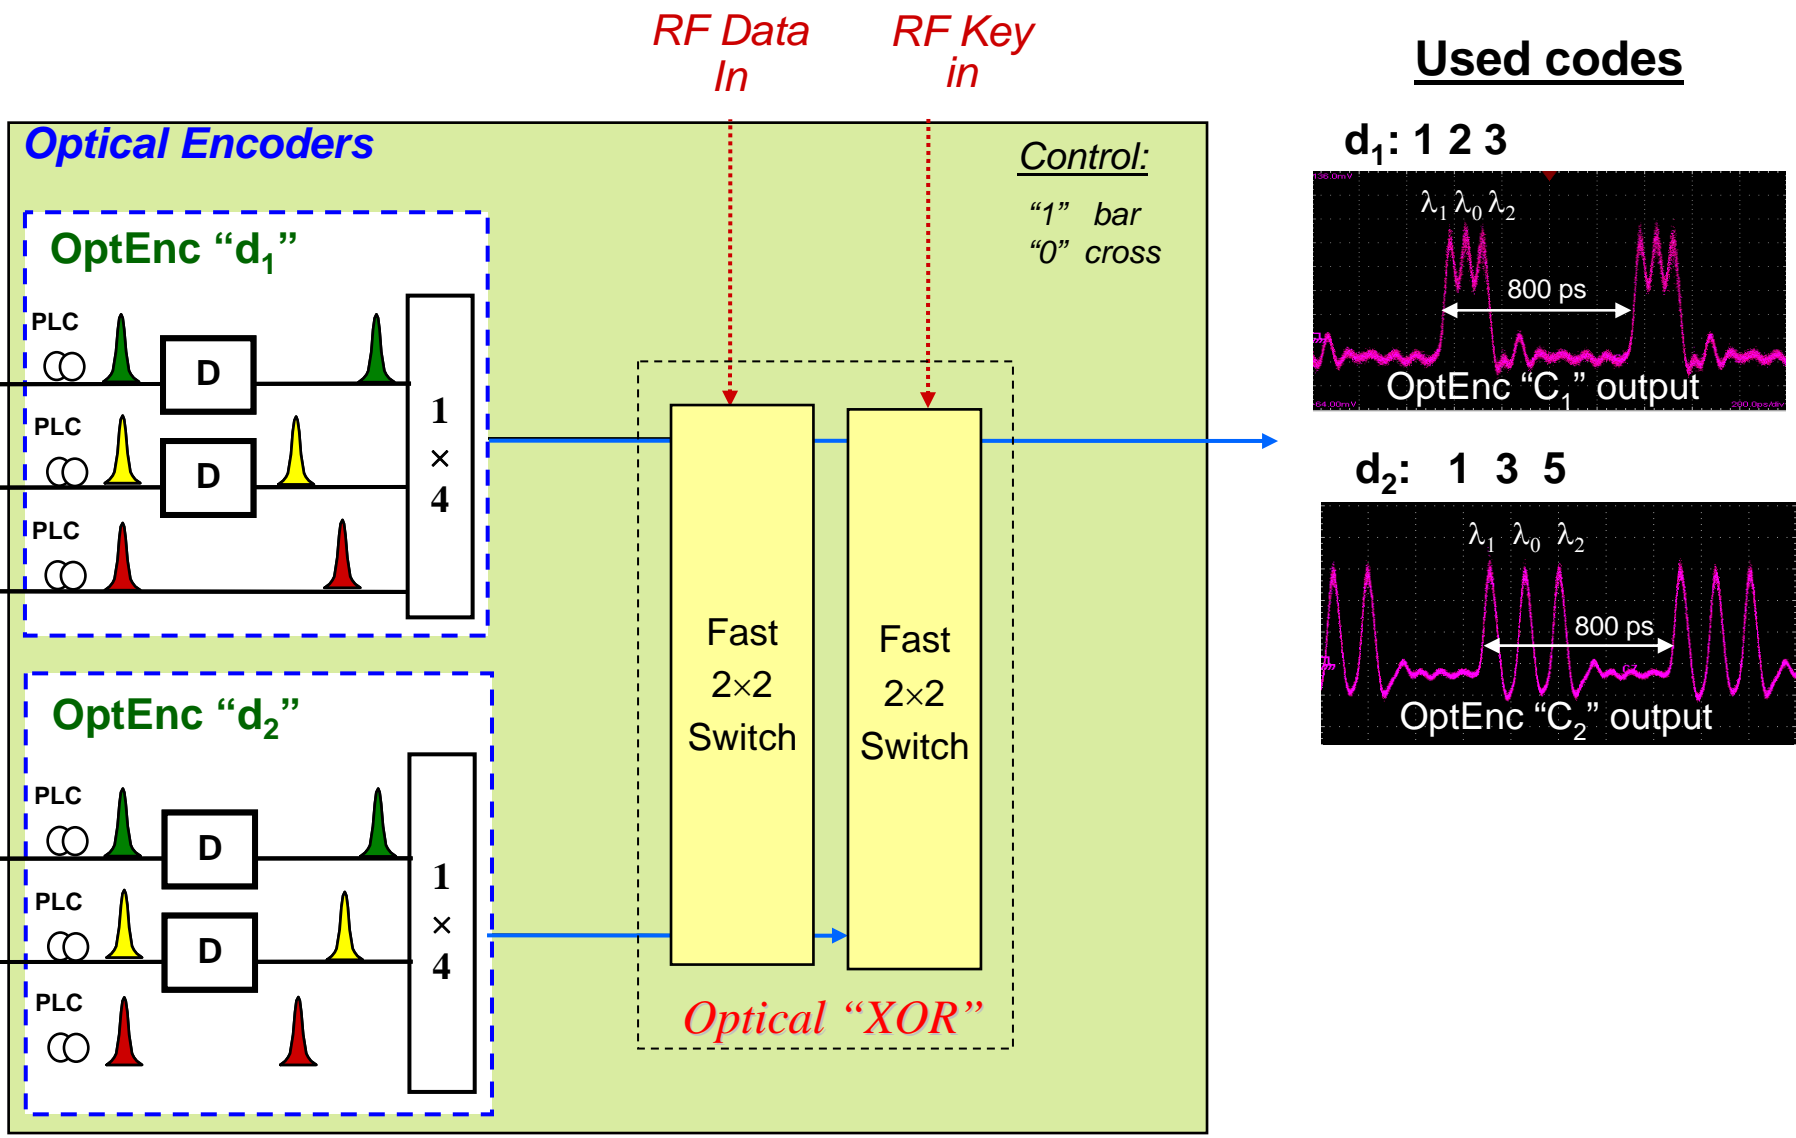 RF Data
In
RF Key
in
Used codes
Optical Encoders
Control:
“1” bar
“0” cross
OptEnc “d1”
PLC
D
PLC
D
PLC
1
×
4
OptEnc “d2”
PLC
D
PLC
D
PLC
1
×
4
Fast
2×2
Switch
Fast
2×2
Switch
Optical “XOR”
d1: 1 2 3
λ1 λ0 λ2
800 ps
OptEnc “C1” output
d2: 1 3 5
λ1 λ0 λ2
800 ps
OptEnc “C2” output